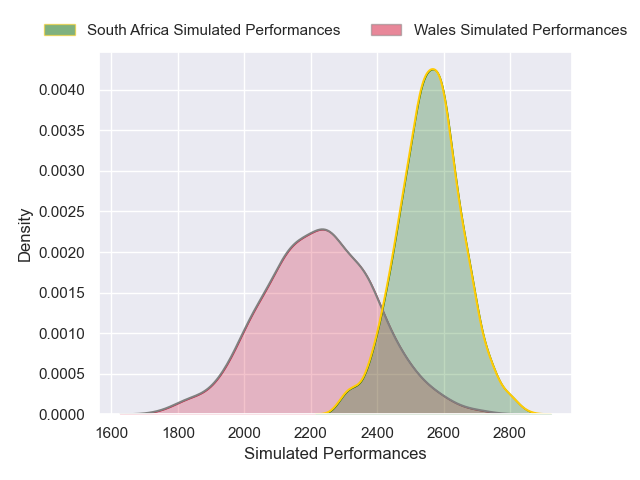 South Africa Simulated Performances Wales Simulated Performances
0.0040
0.0035
0.0030
0.0025
0.0020
0.0015
0.0010
0.0005
0.0000
Density
1600 1800 2000 2200 2400 2600 2800
Simulated Performances